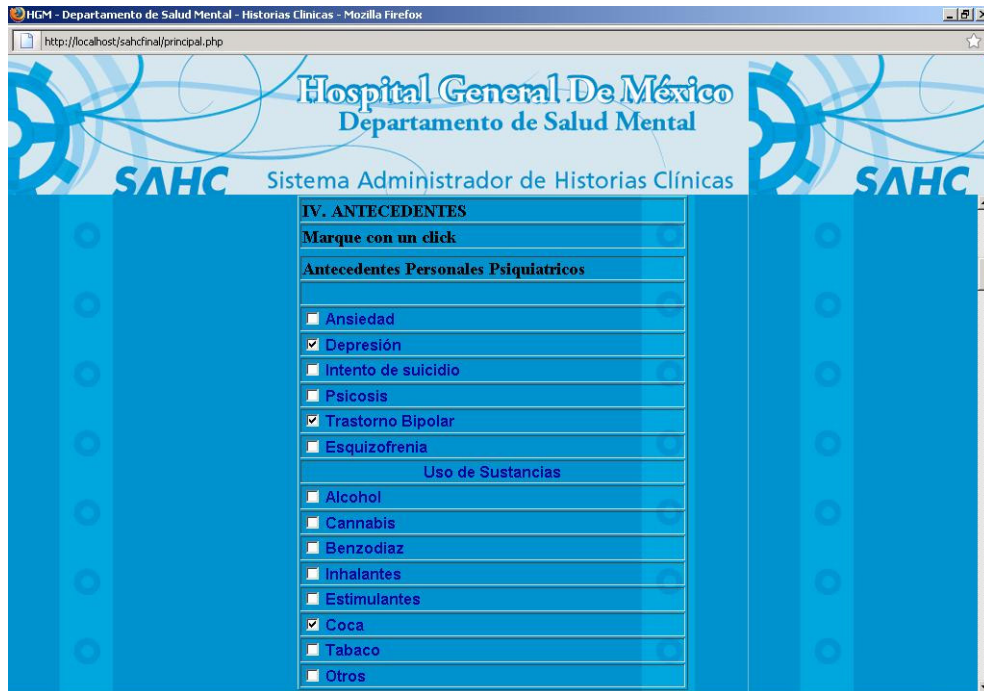 HGM - Departamento de Salud Mental - Historias Clinicas - Mozilla Firefox
http://localhost/sahcfinal/principal.php
Hospital General De México
Departamento de Salud Mental
SAHC
Sistema Administrador de Historias Clínicas
SAHC
IV. ANTECEDENTES
Marque con un click
Antecedentes Personales Psiquiatricos
Ansiedad
Depresión
Intento de suicidio
Psicosis
Trastorno Bipolar
Esquizofrenia
Uso de Sustancias
Alcohol
Cannabis
Benzodiaz
Inhalantes
Estimulantes
Coca
Tabaco
Otros